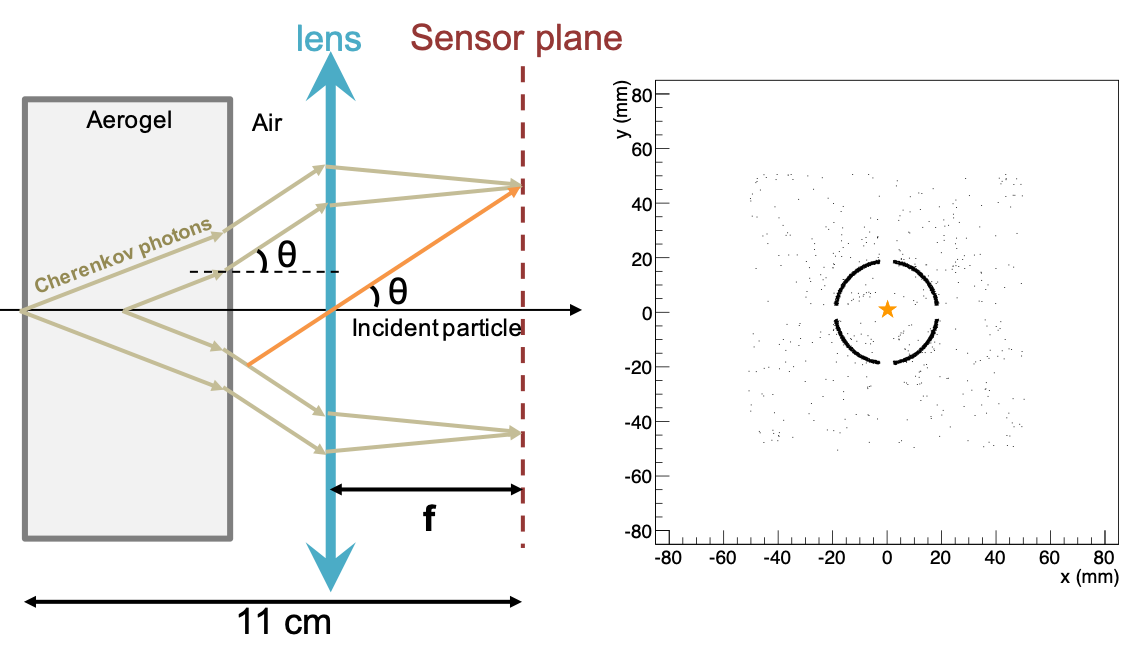 lens
Sensor plane
Aerogel
Air
Cherenkov photons
θ
θ
Incident particle
f
11 cm
y (mm)
80
60
40
20
0
-20
-40
-60
-80
-80 -60 -40 -20 0 20 40 60 80
x (mm)